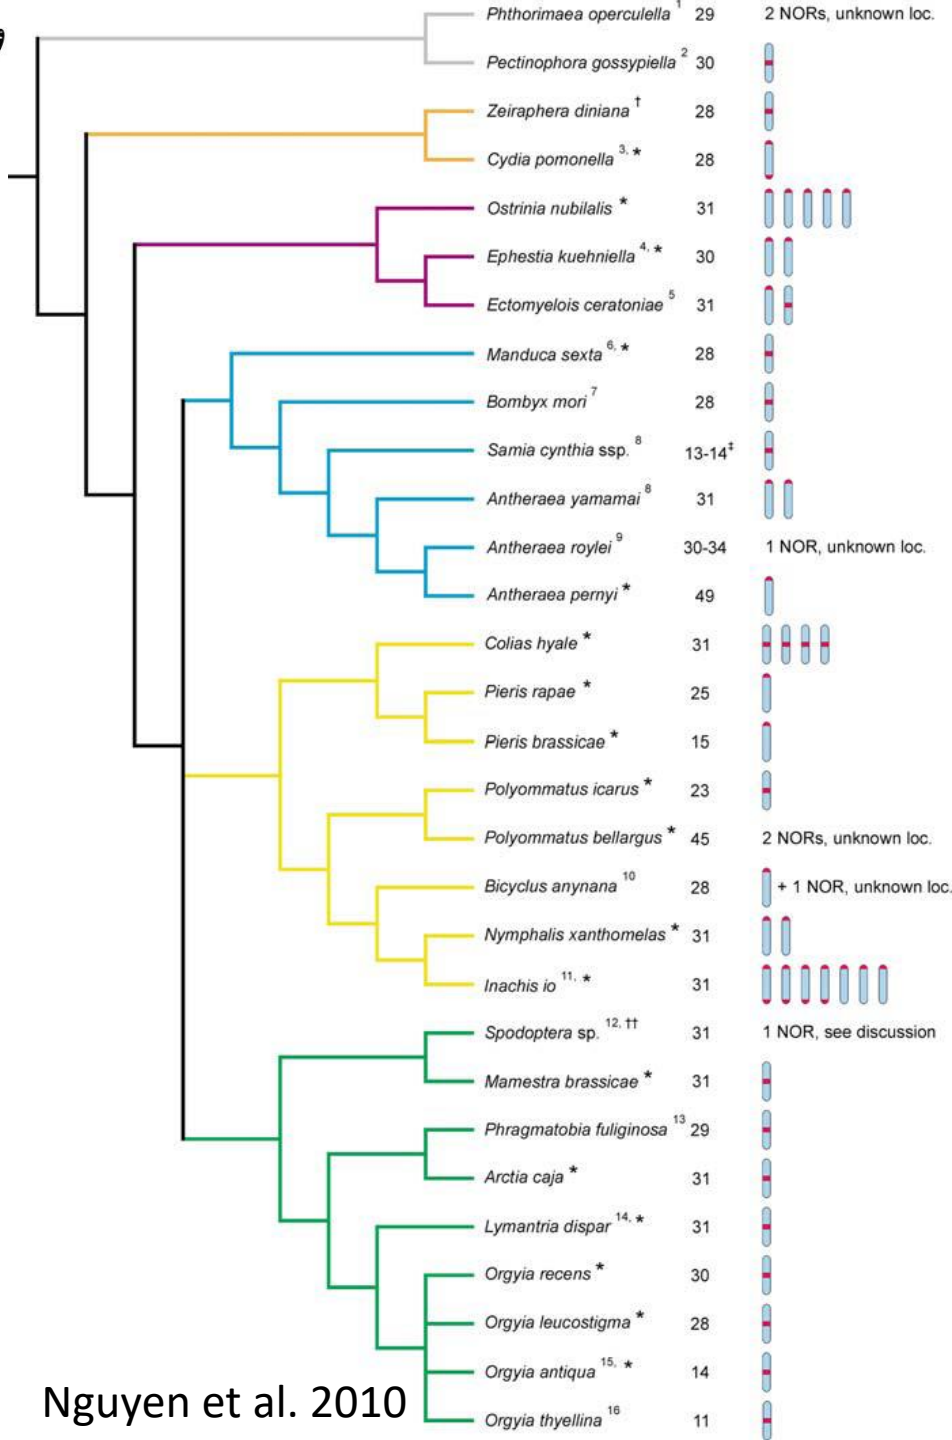 Phthorimaea operculella 1 29 2 NORs, unknown loc.
Pectinophora gossypiella 2 30
Zeiraphera diniana † 28
Cydia pomonella 3, * 28
Ostrinia nubilalis * 31
Ephestia kuehniella 4, * 30
Ectomyelois ceratoniae 5 31
Manduca sexta 6, * 28
Bombyx mori 7 28
Samia cynthia ssp. 8 13-14‡
Antheraea yamamai 8 31
Antheraea roylei 9 30-34 1 NOR, unknown loc.
Antheraea pernyi * 49
Colias hyale * 31
Pieris rapae * 25
Pieris brassicae * 15
Polyommatus icarus * 23
Polyommatus bellargus * 45 2 NORs, unknown loc.
Bicyclus anynana 10 28 + 1 NOR, unknown loc.
Nymphalis xanthomelas * 31
Inachis io 11, * 31
Spodoptera sp. 12, †† 31 1 NOR, see discussion
Mamestra brassicae * 31
Phragmatobia fuliginosa 13 29
Arctia caja * 31
Lymantria dispar 14, * 31
Orgyia recens * 30
Orgyia leucostigma * 28
Orgyia antiqua 15, * 14
Orgyia thyellina 16 11
Nguyen et al. 2010